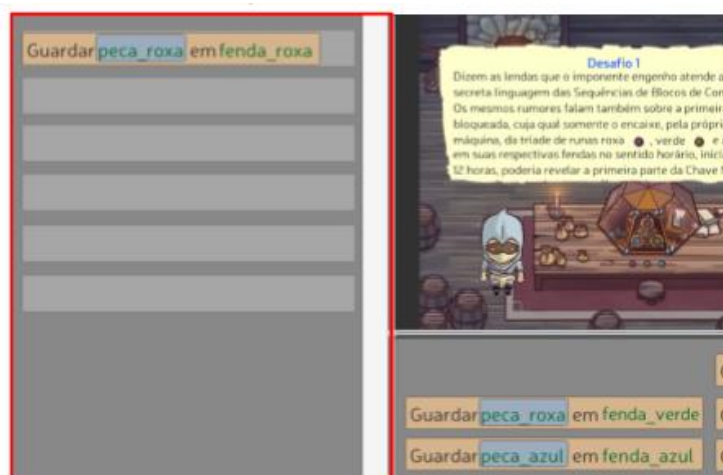 Guardar peca_roxa em fenda_roxa
Desafio 1
Dizem as lendas que o imponente engenho atende a
secreta linguagem das Sequências de Blocos de Con
Os mesmos rumores falam também sobre a primeir
bloqueada, cuja qual somente o encaixe, pela própri
máquina, da tríade de runas roxa , verde e
em suas respectivas fendas no sentido horário, inici
12 horas, poderia revelar a primeira parte da Chave
Guardar peca_roxa em fenda_verde
Guardar peca_azul em fenda_azul